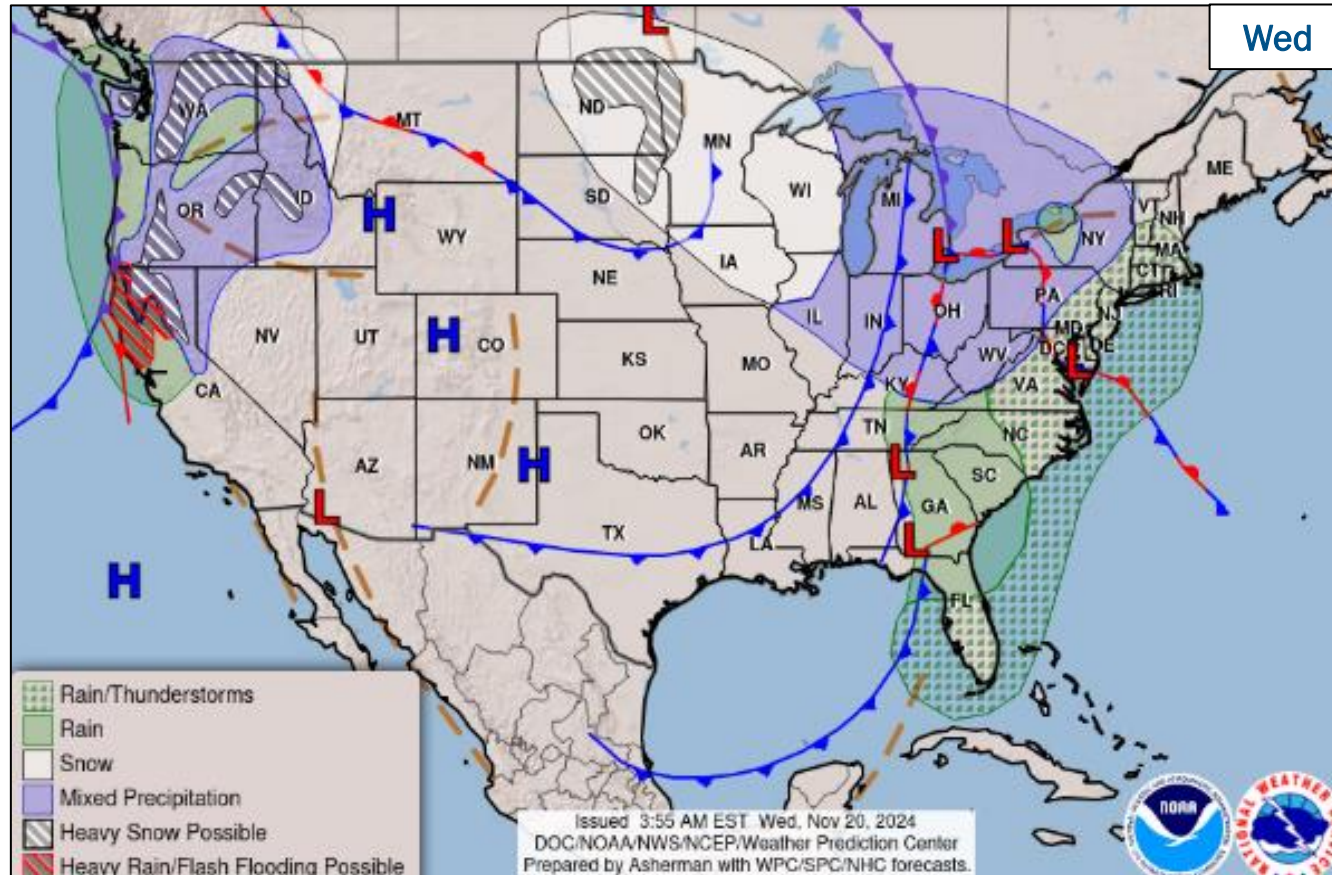 Wed
L
WA
MT
ND
MN
ME
OR
ID
H
WY
SD
WI
MI
VT
NH
NY
MA
CT
RI
L
L
IA
NE
PA
NJ
NV
UT
H
CO
IL
IN
OH
MD
DE
DC
L
WV
VA
CA
KS
MO
KY
AZ
NM
H
OK
AR
TN
NC
L
SC
L
TX
MS
AL
GA
L
LA
H
FL
Rain/Thunderstorms
Rain
Snow
Mixed Precipitation
Heavy Snow Possible
Heavy Rain/Flash Flooding Possible
Issued 3:55 AM EST Wed, Nov 20, 2024
DOC/NOAA/NWS/NCEP/Weather Prediction Center
Prepared by Asherman with WPC/SPC/NHC forecasts.
NOAA